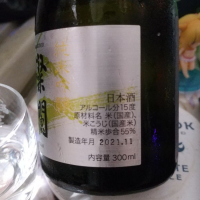 日本酒
アルコール分15度
原材料名 米(国産)、
米こうじ(国産米)
精米歩合55%
製造年月 2021.11
内容量 300ml